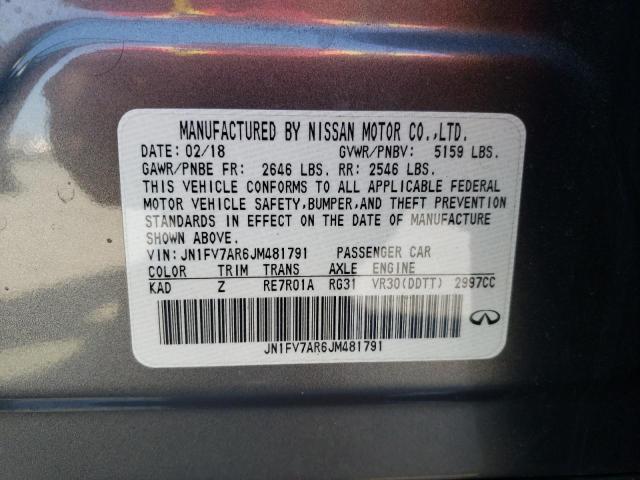 MANUFACTURED BY NISSAN MOTOR CO.,LTD.
DATE: 02/18 GVWR/PNBV: 5159 LBS.
GAWR/PNBE FR: 2646 LBS. RR: 2546 LBS.
THIS VEHICLE CONFORMS TO ALL APPLICABLE FEDERAL
MOTOR VEHICLE SAFETY, BUMPER, AND THEFT PREVENTION
STANDARDS IN EFFECT ON THE DATE OF MANUFACTURE
SHOWN ABOVE.
VIN: JN1FV7AR6JM481791 PASSENGER CAR
COLOR TRIM TRANS AXLE ENGINE
KAD Z RE7R01A RG31 VR30(DDTT) 2997CC
JN1FV7AR6JM481791